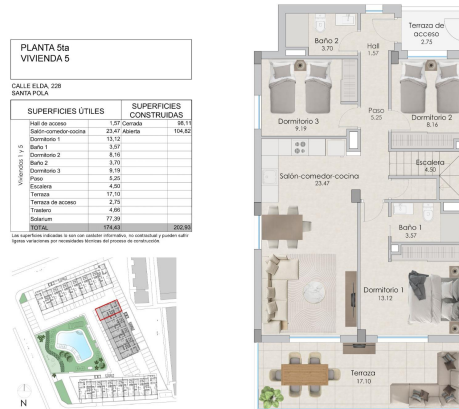 PLANTA 5ta
VIVIENDA 5
CALLE ELDA, 228
SANTA POLA
SUPERFICIES ÚTILES
SUPERFICIES CONSTRUIDAS
Viviendas 1 y 5
Hall de acceso 1,57 Cerrada 98,11
Salón-comedor-cocina 23,47 Abierta 104,82
Dormitorio 1 13,12
Baño 1 3,57
Dormitorio 2 8,16
Baño 2 3,70
Dormitorio 3 9,19
Paso 5,25
Escalera 4,50
Terraza 17,10
Terraza de acceso 2,75
Trastero 4,66
Solarium 77,39
TOTAL 174,43 202,93
Las superficies indicadas lo son con carácter informativo, no contractual y pueden sufrir
ligeras variaciones por necesidades técnicas del proceso de construcción
N
Baño 2
3.70
Hall
1.57
Terraza de
acceso
2.75
Dormitorio 3
9.19
Paso
5.25
Dormitorio 2
8.16
Escalera
4.50
Salón-comedor-cocina
23.47
Baño 1
3.57
Dormitorio 1
13.12
Terraza
17.10